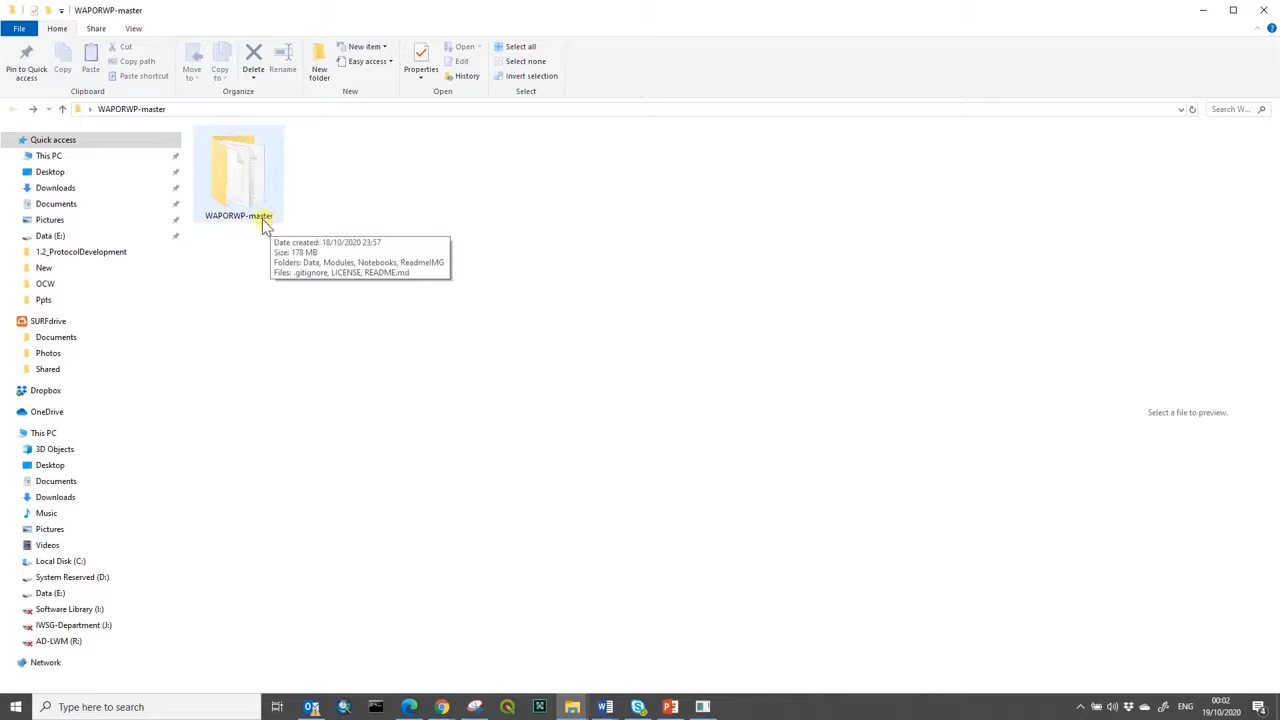 WAPORWP-master
File
Home
Share
View
Pin to Quick access
Copy
Paste
Cut
Copy path
Paste shortcut
Clipboard
Move to
Copy to
Delete
Rename
Organize
New folder
New item
Easy access
New
Properties
Open
Edit
History
Open
Select all
Select none
Invert selection
Select
WAPORWP-master
Search W...
Quick access
This PC
Desktop
Downloads
Documents
Pictures
Data (E:)
1.2_ProtocolDevelopment
New
OCW
Ppts
SURFdrive
Documents
Photos
Shared
Dropbox
OneDrive
This PC
3D Objects
Desktop
Documents
Downloads
Music
Pictures
Videos
Local Disk (C:)
System Reserved (D:)
Data (E:)
Software Library (I:)
IWSG-Department (J:)
AD-LWM (R:)
Network
WAPORWP-master
Date created: 18/10/2020 23:57
Size: 178 MB
Folders: Data, Modules, Notebooks, ReadmeIMG
Files: .gitignore, LICENSE, README.md
Select a file to preview.
Type here to search
ENG
00:02
19/10/2020